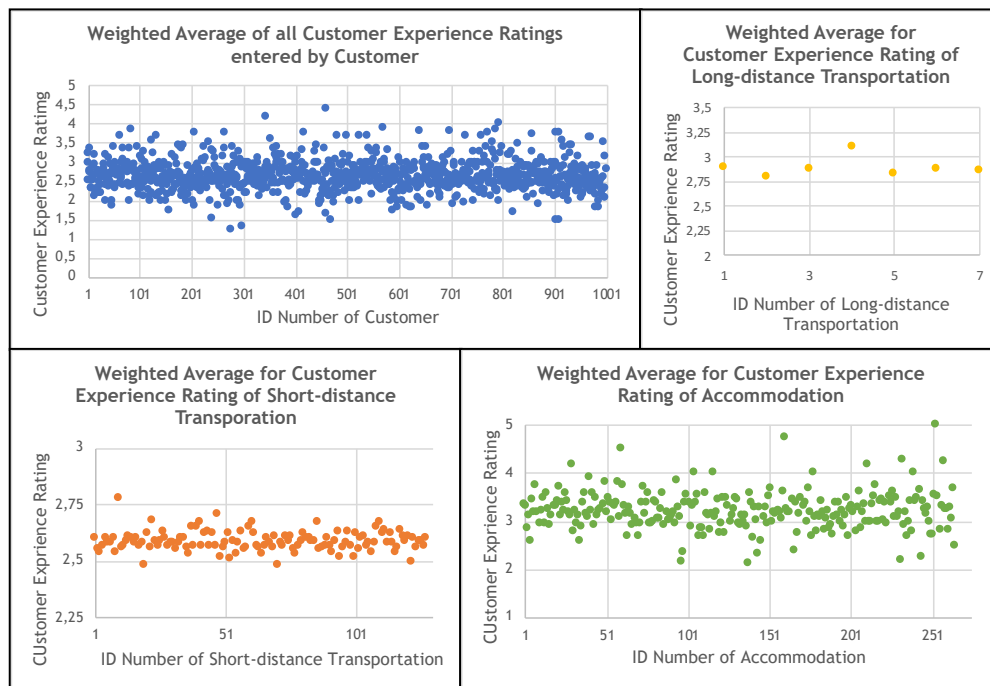 Weighted Average of all Customer Experience Ratings
entered by Customer
Customer Experience Rating
5
4,5
4
3,5
3
2,5
2
1,5
1
0,5
0
1 101 201 301 401 501 601 701 801 901 1001
ID Number of Customer
Weighted Average for
Customer Experience Rating of
Long-distance Transportation
CUstomer Exprience Rating
3,5
3,25
3
2,75
2,5
2,25
2
1 3 5 7
ID Number of Long-distance
Transportation
Weighted Average for Customer
Experience Rating of Short-distance
Transporation
CUstomer Exprience Rating
3
2,75
2,5
2,25
1 51 101
ID Number of Short-distance Transportation
Weighted Average for Customer Experience
Rating of Accommodation
CUstomer Exprience Rating
5
4
3
2
1
1 51 101 151 201 251
ID Number of Accommodation